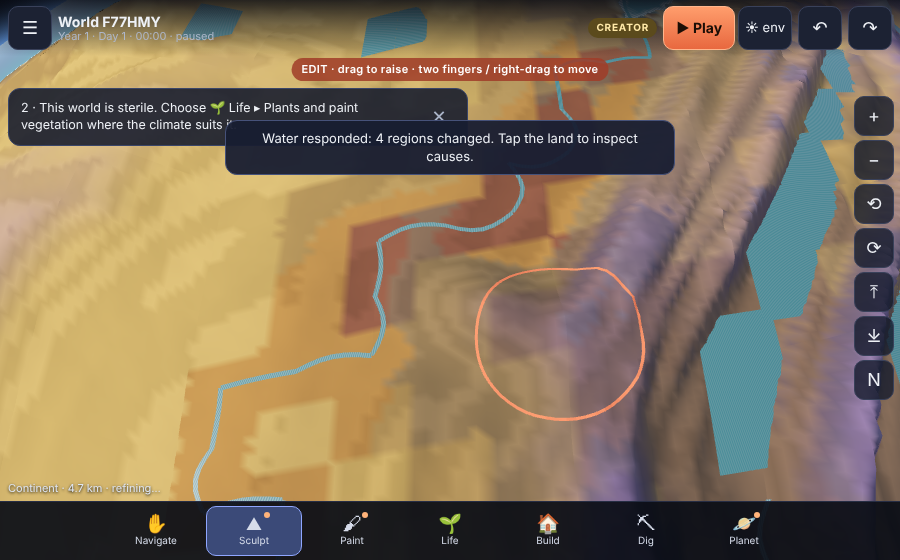 World F77HMY
Year 1 · Day 1 · 00:00 · paused
CREATOR
▶ Play
☀ env
EDIT · drag to raise · two fingers / right-drag to move
2 · This world is sterile. Choose 🌱 Life ▸ Plants and paint
vegetation where the climate suits
Water responded: 4 regions changed. Tap the land to inspect
causes.
N
Continent · 4.7 km · refining...
Navigate
Sculpt
Paint
Life
Build
Dig
Planet